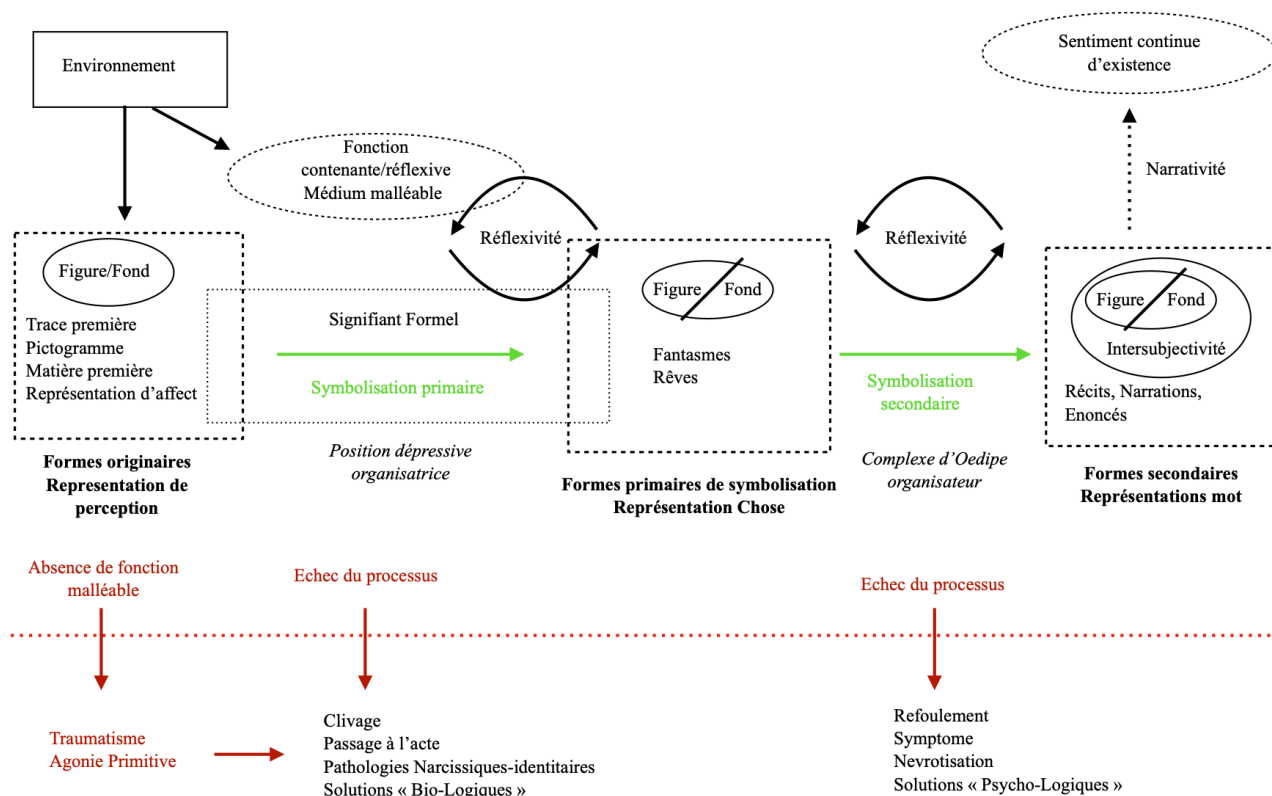 Environnement
Sentiment continue
d'existence
Fonction
contenante/réflexive
Médium malléable
Narrativité
Réflexivité
Réflexivité
Figure/Fond
Trace première
Pictogramme
Matière première
Représentation d'affect
Signifiant Formel
Symbolisation primaire
Figure
Fond
Fantasmes
Rêves
Symbolisation
secondaire
Figure
Fond
Intersubjectivité
Récits, Narrations,
Enoncés
Formes originaires
Representation de
perception
Position dépressive
organisatrice
Formes primaires de symbolisation
Représentation Chose
Complexe d'Oedipe
organisateur
Formes secondaires
Représentations mot
Absence de fonction
malléable
Echec du processus
Echec du processus
Traumatisme
Agonie Primitive
Clivage
Passage à l'acte
Pathologies Narcissiques-identitaires
Solutions « Bio-Logiques »
Refoulement
Symptome
Nevrotisation
Solutions « Psycho-Logiques »